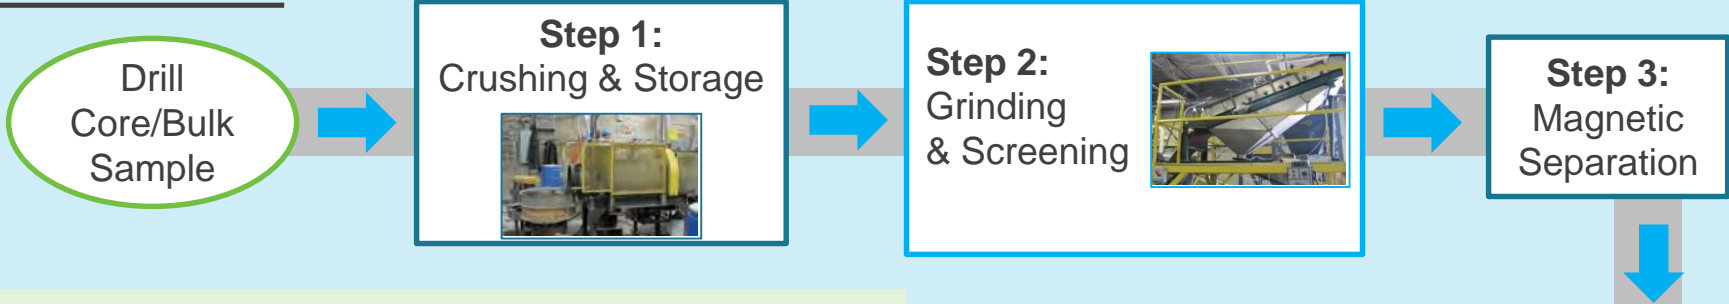 Drill
Core/Bulk
Sample
Step 1:
Crushing & Storage
Step 2:
Grinding
& Screening
Step 3:
Magnetic
Separation